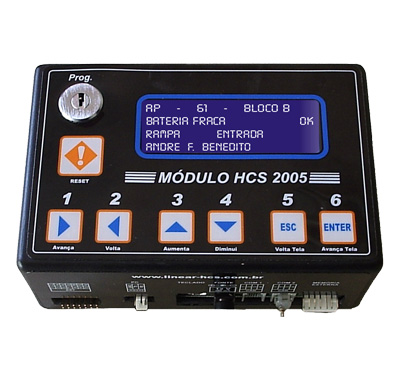 Prog.
AP - 61 - BLOCO B
BATERIA FRACA OK
RAMPA ENTRADA
ANDRE F. BENEDITO
RESET
MÓDULO HCS 2005
1 2 3 4 5 6
ESC ENTER
Avança Volta Aumenta Diminui Volta Tela Avança Tela
www.linear-hcs.com.br
TECLADO